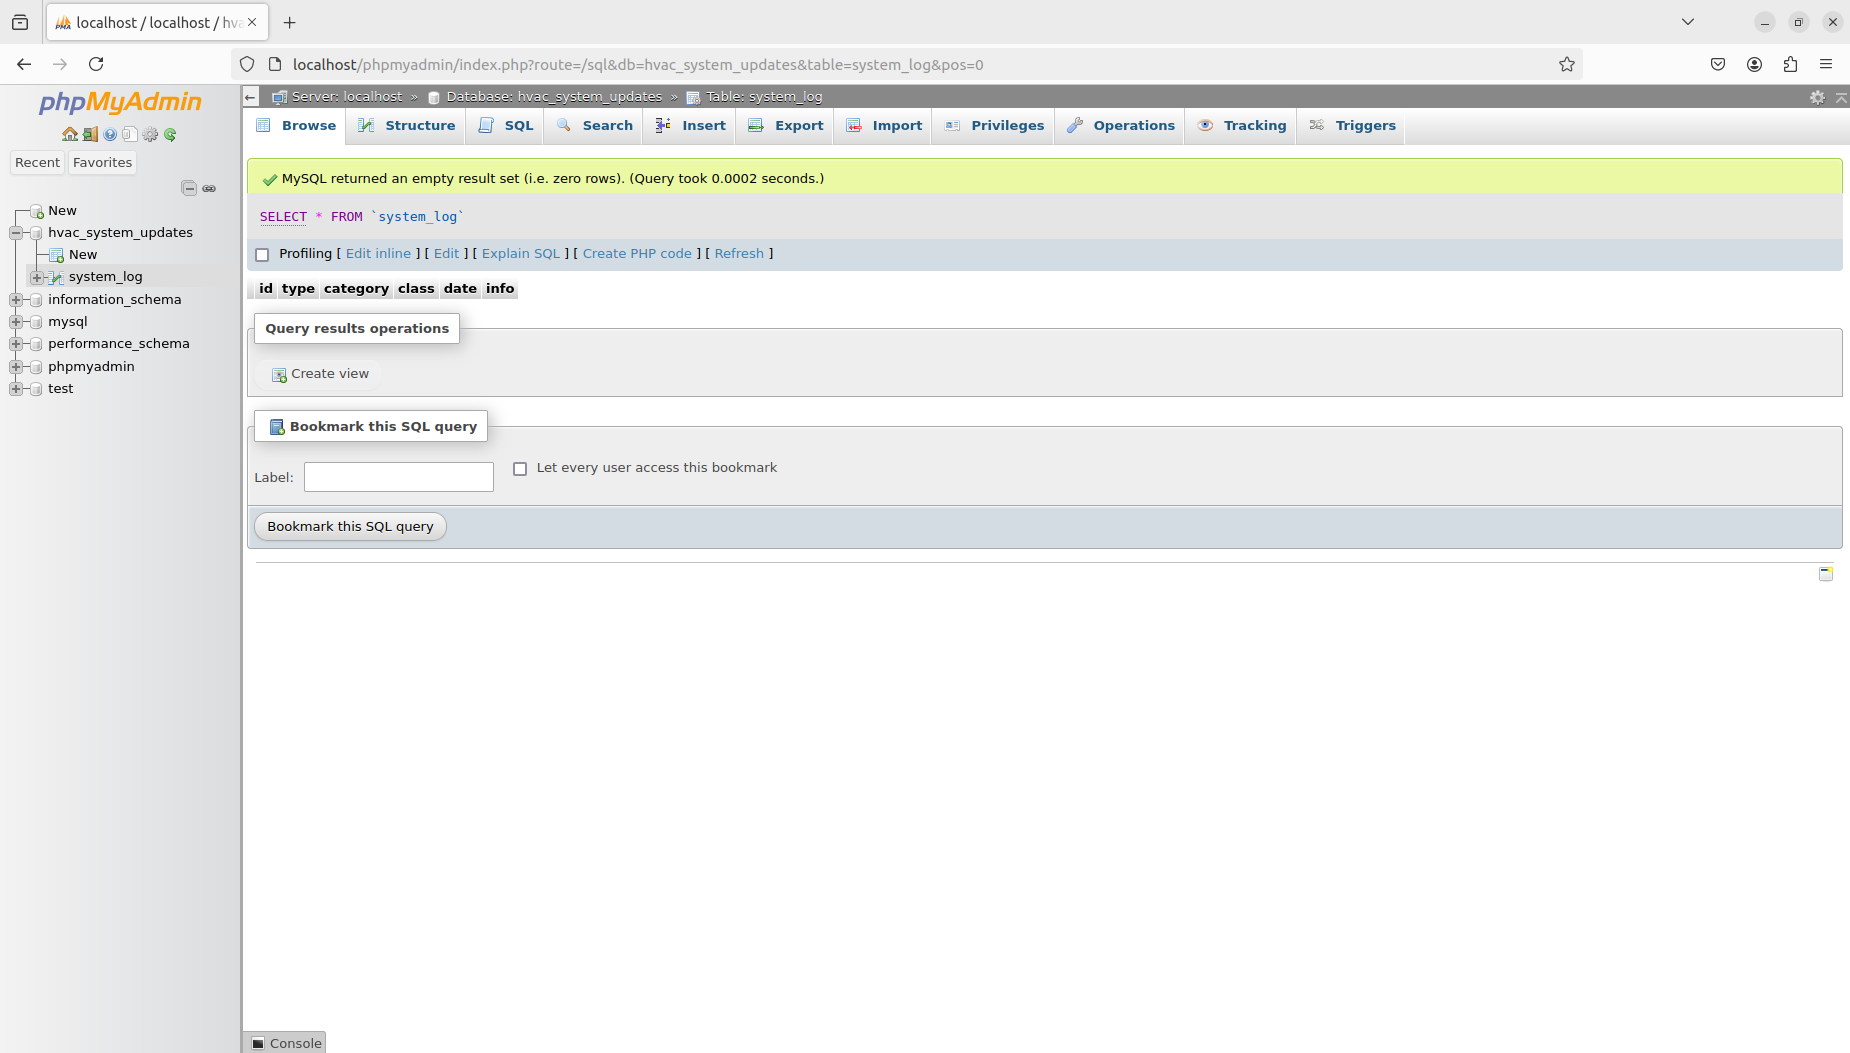 localhost / localhost / hv
localhost/phpmyadmin/index.php?route=/sql&db=hvac_system_updates&table=system_log&pos=0
phpMyAdmin
Recent Favorites
New
hvac_system_updates
New
system_log
information_schema
mysql
performance_schema
phpmyadmin
test
Server: localhost » Database: hvac_system_updates » Table: system_log
Browse Structure SQL Search Insert Export Import Privileges Operations Tracking Triggers
MySQL returned an empty result set (i.e. zero rows). (Query took 0.0002 seconds.)
SELECT * FROM `system_log`
Profiling [ Edit inline ] [ Edit ] [ Explain SQL ] [ Create PHP code ] [ Refresh ]
id type category class date info
Query results operations
Create view
Bookmark this SQL query
Label:
Let every user access this bookmark
Bookmark this SQL query
Console